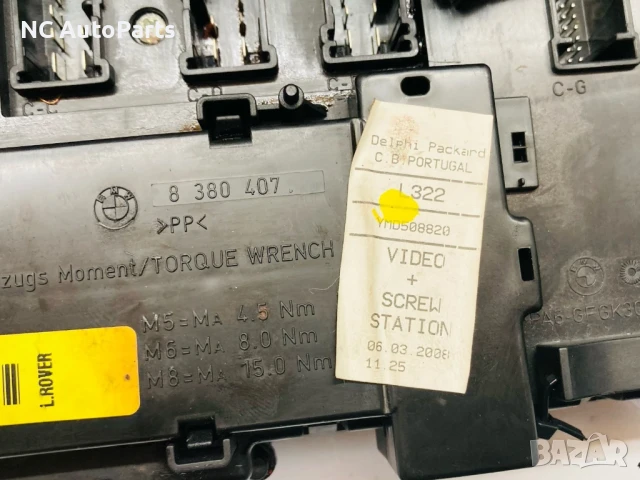 NG AutoParts
C-G
8 380 407
>PP<
zugs Moment/TORQUE WRENCH
M5=MA 4.5 Nm
M6=MA 8.0 Nm
M8=MA 15.0 Nm
L.ROVER
Delphi Packard
C.B PORTUGAL
L322
YMD508820
VIDEO
+
SCREW
STATION
06.03.2008
11.25
BAZAR